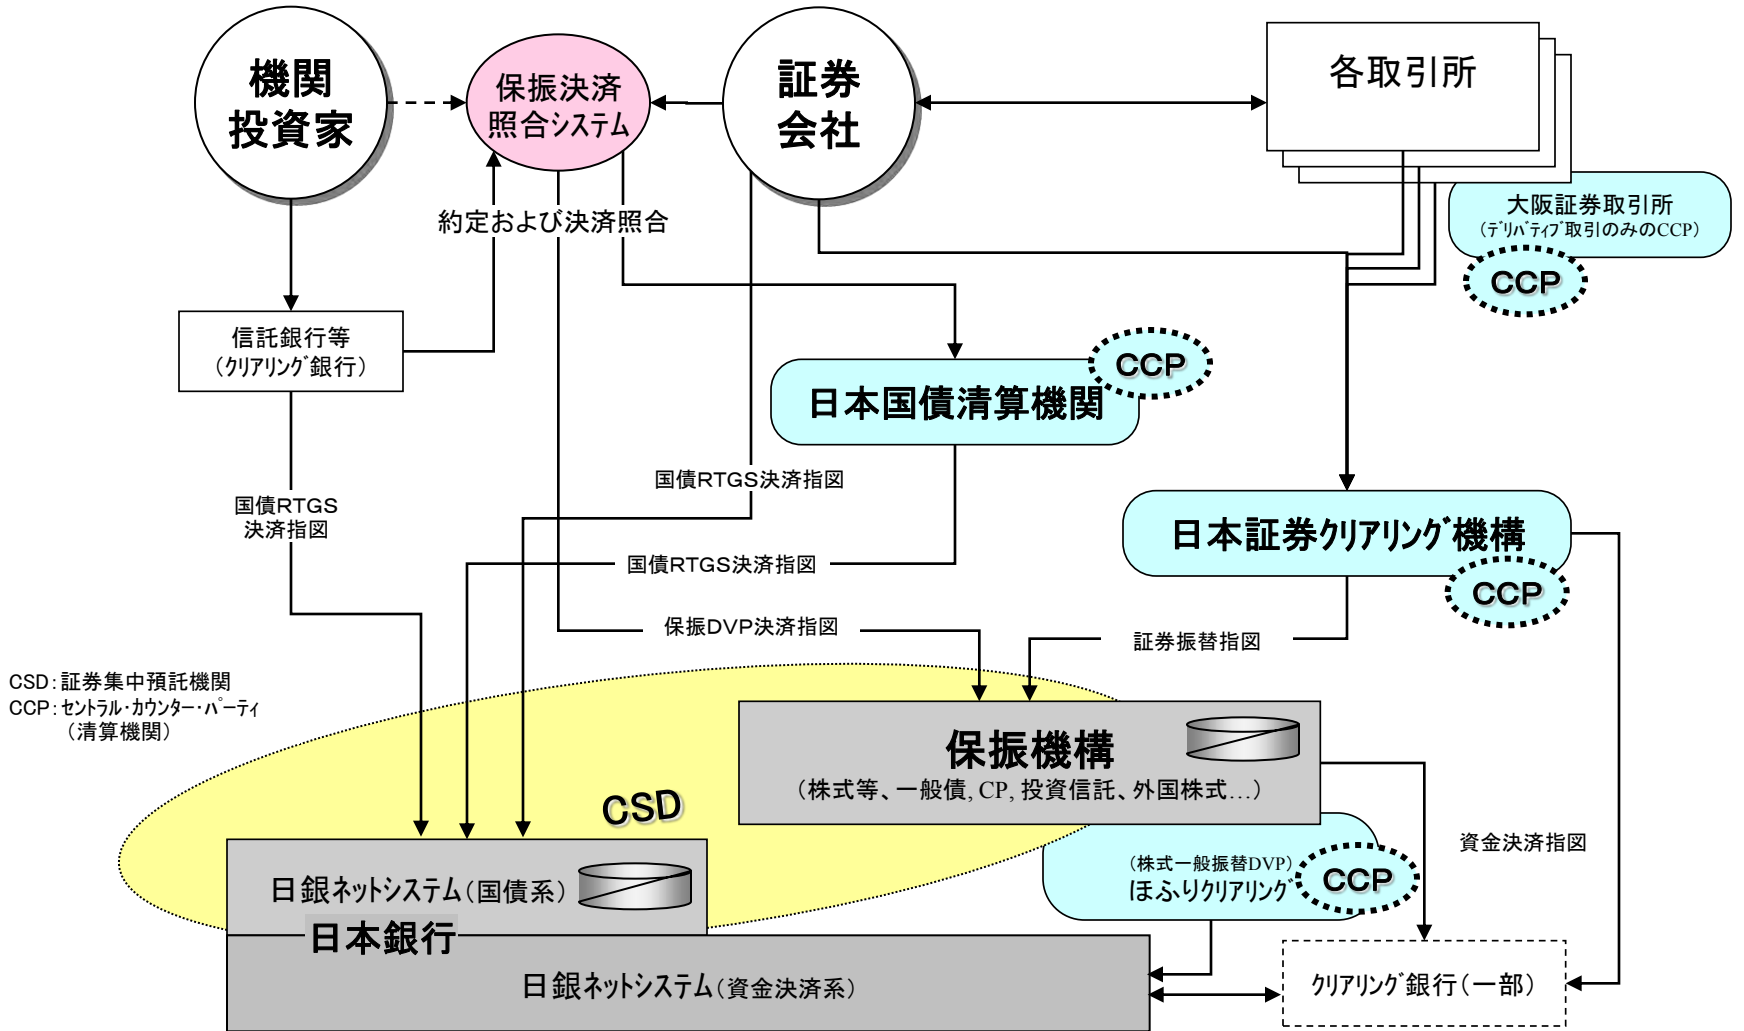 機関
投資家
保振決済
照合システム
証券
会社
各取引所
大阪証券取引所
（ﾃﾞﾘﾊﾞﾃｨﾌﾞ取引のみのCCP）
CCP
約定および決済照合
信託銀行等
（ｸﾘｱﾘﾝｸﾞ銀行）
CCP
日本国債清算機関
国債RTGS
決済指図
国債RTGS決済指図
日本証券ｸﾘｱﾘﾝｸﾞ機構
CCP
国債RTGS決済指図
保振DVP決済指図
証券振替指図
CSD：証券集中預託機関
CCP：ｾﾝﾄﾗﾙ・ｶｳﾝﾀｰ・ﾊﾟｰﾃｨ
（清算機関）
保振機構
（株式等、一般債, CP, 投資信託、外国株式…）
CSD
資金決済指図
（株式一般振替DVP）
ほふりｸﾘｱﾘﾝｸﾞ
CCP
日銀ﾈｯﾄｼｽﾃﾑ（国債系）
日本銀行
日銀ﾈｯﾄｼｽﾃﾑ（資金決済系）
ｸﾘｱﾘﾝｸﾞ銀行（一部）